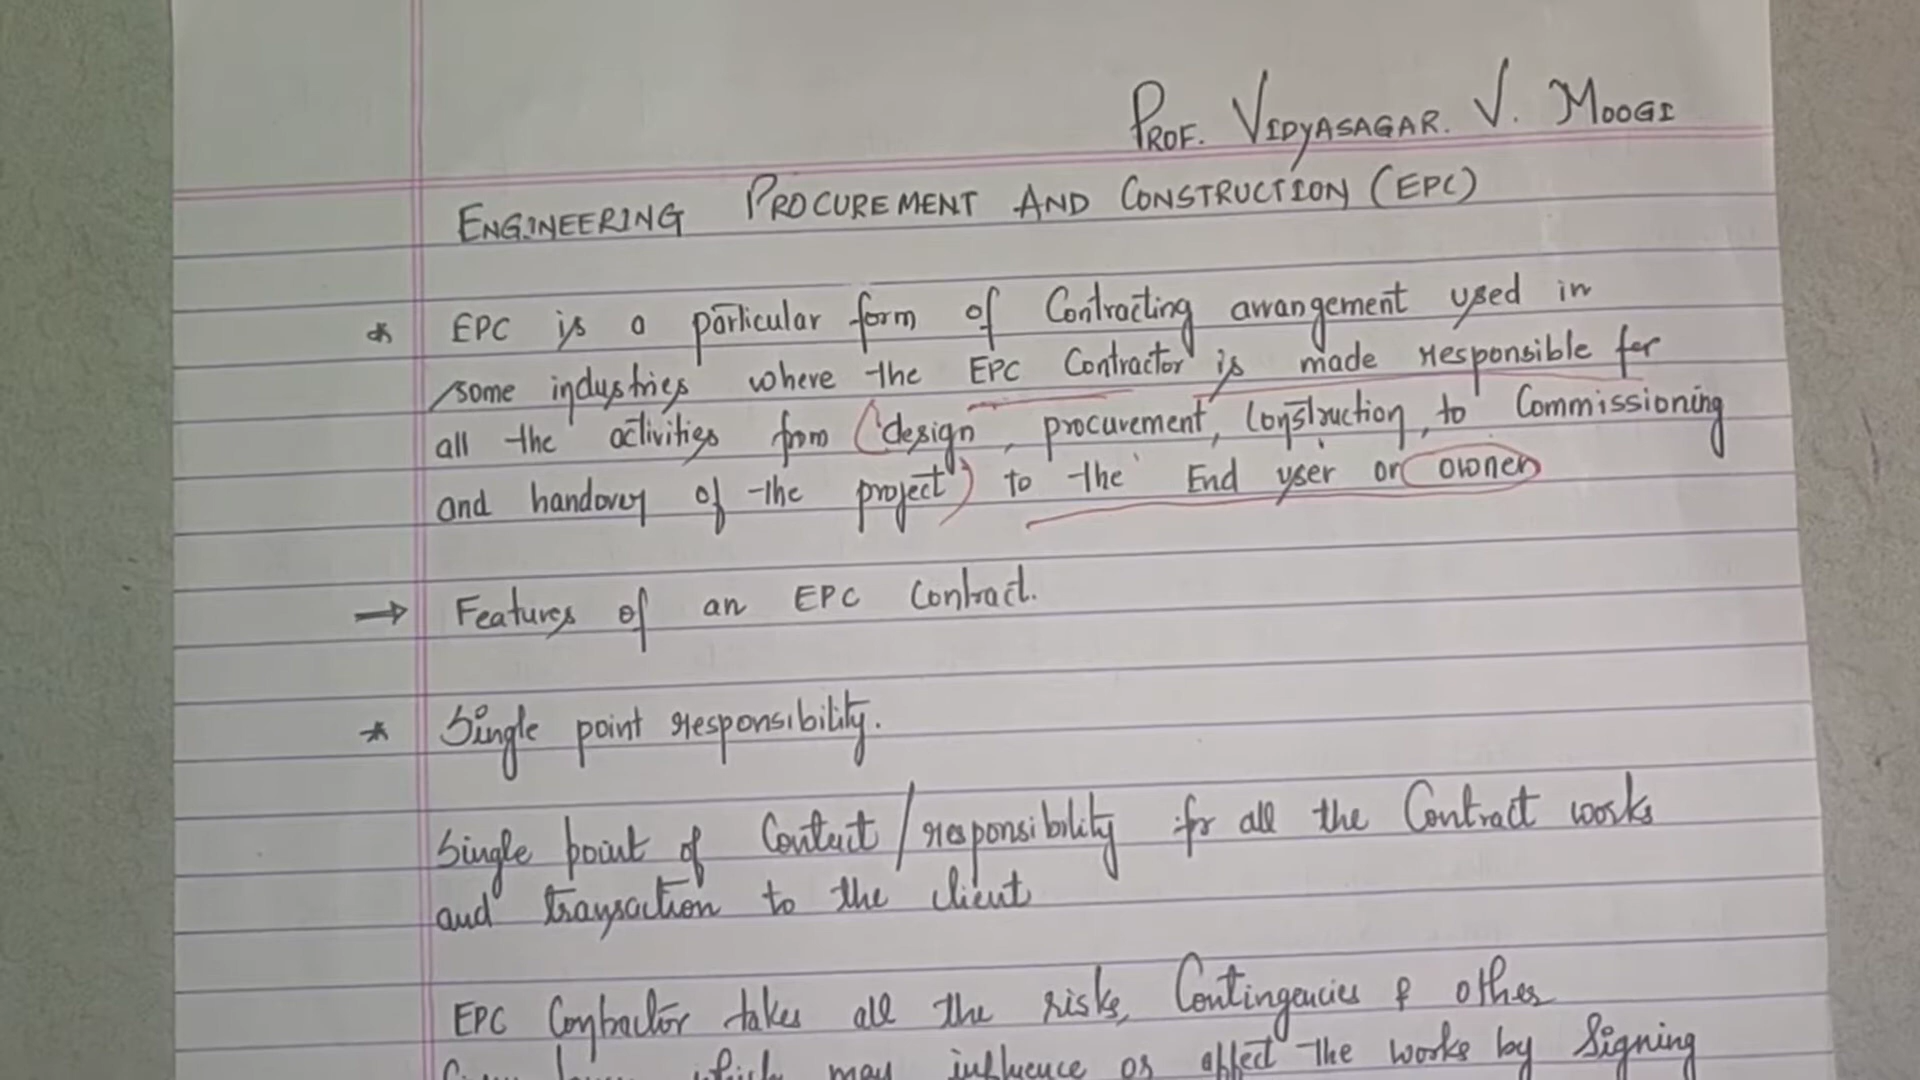 PROF. VIDYASAGAR. V. MOOGI
ENGINEERING PROCUREMENT AND CONSTRUCTION (EPC)
* EPC is a particular form of Contracting arrangement used in
some industries where the EPC Contractor is made responsible for
all the activities from (design, procurement, Construction, to Commissioning
and handover of the project) to the End user or owner
→ Features of an EPC Contract.
* Single point responsibility.
Single point of Contact / responsibility for all the Contract works
and transaction to the client
EPC Contractor takes all the risks, Contingencies & other
which may influence or affect the works by Signing